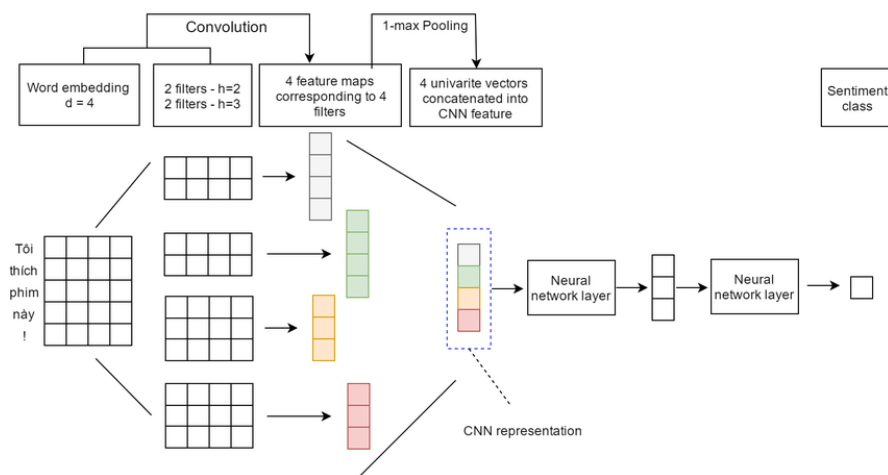 Convolution
1-max Pooling
Word embedding
d = 4
2 filters - h=2
2 filters - h=3
4 feature maps
corresponding to 4
filters
4 univarite vectors
concatenated into
CNN feature
Sentiment
class
Tôi
thích
phim
này
!
Neural
network layer
Neural
network layer
CNN representation